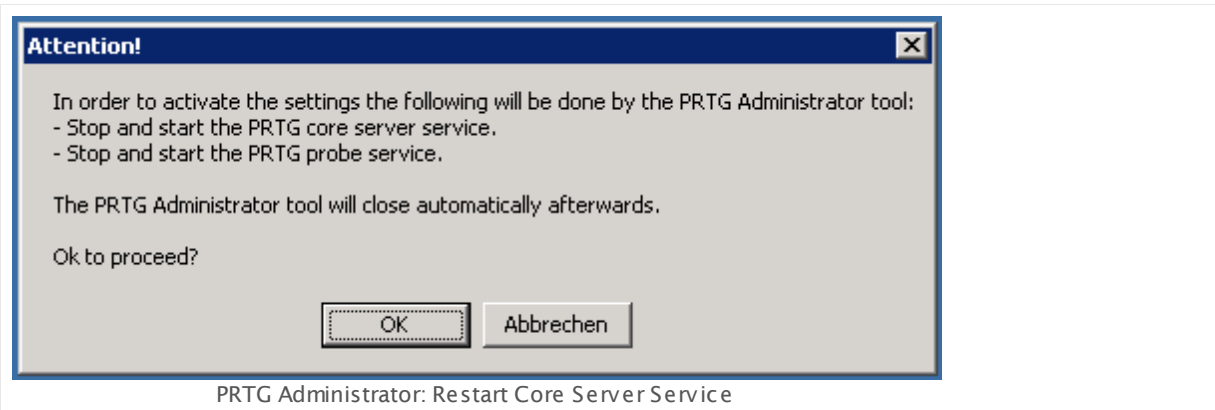 Attention!
In order to activate the settings the following will be done by the PRTG Administrator tool:
- Stop and start the PRTG core server service.
- Stop and start the PRTG probe service.
The PRTG Administrator tool will close automatically afterwards.
Ok to proceed?
OK Abbrechen
PRTG Administrator: Restart Core Server Service